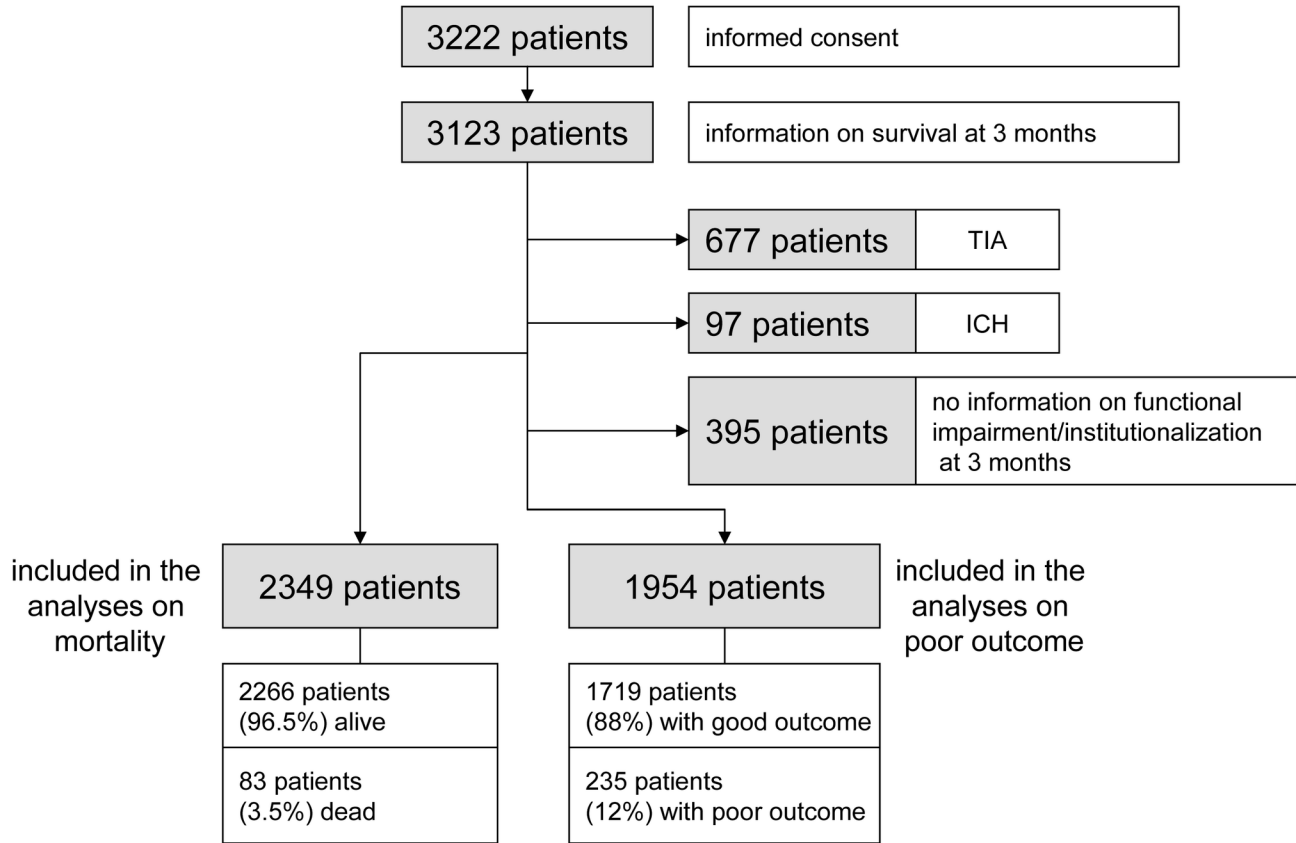 3222 patients
informed consent
3123 patients
information on survival at 3 months
677 patients
TIA
97 patients
ICH
395 patients
no information on functional
impairment/institutionalization
at 3 months
included in the
analyses on
mortality
2349 patients
1954 patients
included in the
analyses on
poor outcome
2266 patients
(96.5%) alive
83 patients
(3.5%) dead
1719 patients
(88%) with good outcome
235 patients
(12%) with poor outcome